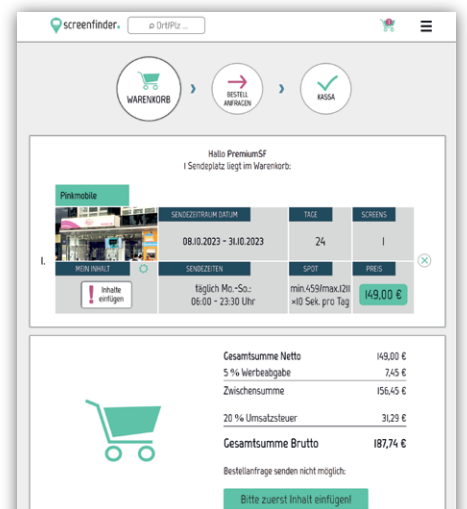 screenfinder.
Ort/Plz ...
WARENKORB
BESTELL
ANFRAGEN
KASSA
Hallo PremiumSF
1 Sendeplatz liegt im Warenkorb:
Pinkmobile
SENDEZEITRAUM DATUM
TAGE
SCREENS
08.10.2023 - 31.10.2023
24
1
1.
MEIN INHALT
SENDEZEITEN
SPOT
PREIS
! Inhalte
einfügen
täglich Mo.-So.:
06:00 - 23:30 Uhr
min.459/max.1211
×10 Sek. pro Tag
149,00 €
Gesamtsumme Netto 149,00 €
5 % Werbeabgabe 7,45 €
Zwischensumme 156,45 €
20 % Umsatzsteuer 31,29 €
Gesamtsumme Brutto 187,74 €
Bestellanfrage senden nicht möglich:
Bitte zuerst Inhalt einfügen!